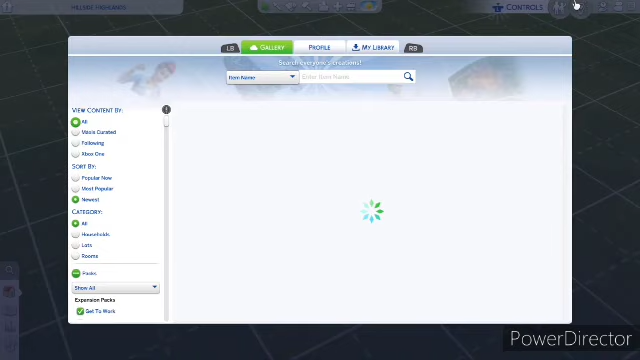 HILLSIDE HIGHLANDS
CONTROLS
LB
GALLERY
PROFILE
MY LIBRARY
RB
Search everyone's creations!
Item Name
Enter Item Name
VIEW CONTENT BY:
!
All
Maxis Curated
Following
Xbox One
SORT BY:
Popular Now
Most Popular
Newest
CATEGORY:
All
Households
Lots
Rooms
Packs
Show All
Expansion Packs
Get To Work
PowerDirector